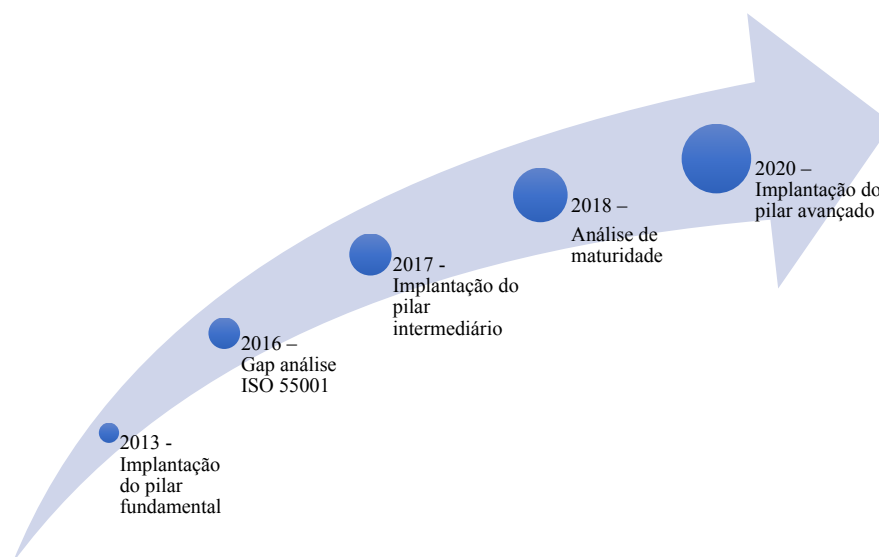 2013 -
Implantação
do pilar
fundamental
2016 –
Gap análise
ISO 55001
2017 -
Implantação do
pilar
intermediário
2018 –
Análise de
maturidade
2020 –
Implantação do
pilar avançado